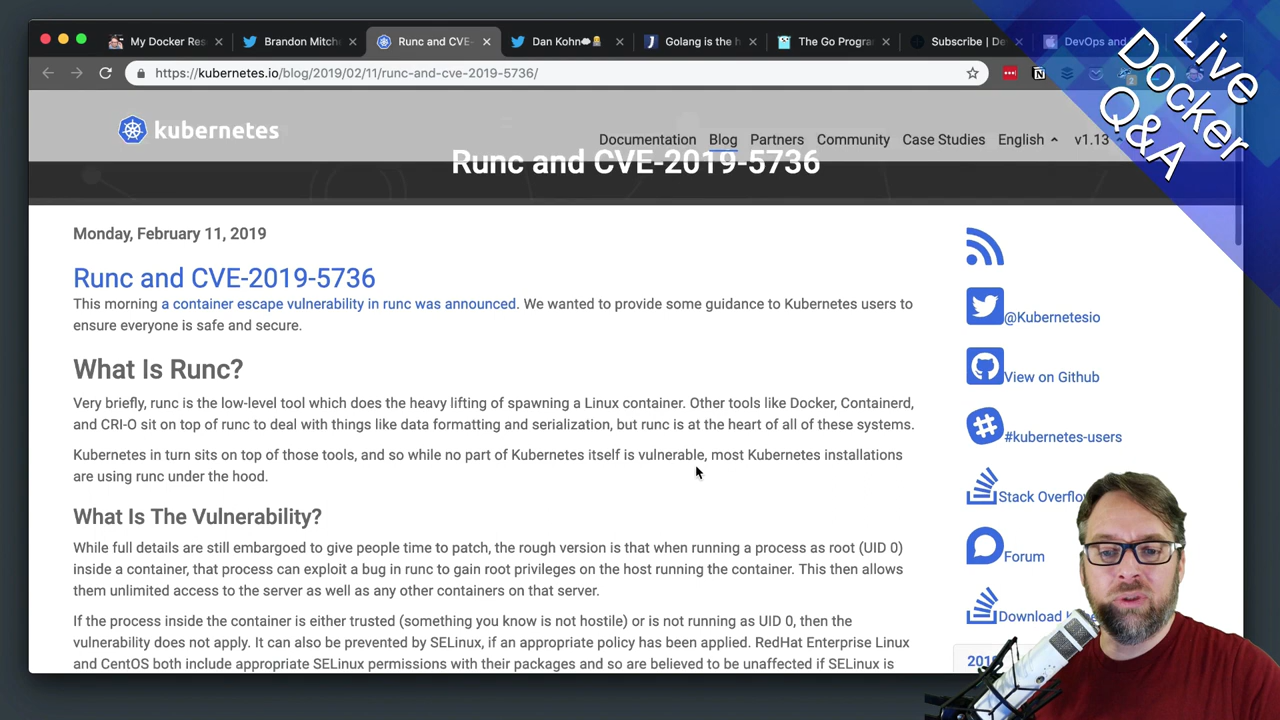 My Docker Res
Brandon Mitch
Runc and CVE-
Dan Kohn
Golang is the h
The Go Progra
Subscribe | De
DevOps and
https://kubernetes.io/blog/2019/02/11/runc-and-cve-2019-5736/
Live
Docker
Q&A
kubernetes
Documentation Blog Partners Community Case Studies English v1.13
Runc and CVE-2019-5736
Monday, February 11, 2019
Runc and CVE-2019-5736
This morning a container escape vulnerability in runc was announced. We wanted to provide some guidance to Kubernetes users to
ensure everyone is safe and secure.
What Is Runc?
Very briefly, runc is the low-level tool which does the heavy lifting of spawning a Linux container. Other tools like Docker, Containerd,
and CRI-O sit on top of runc to deal with things like data formatting and serialization, but runc is at the heart of all of these systems.
Kubernetes in turn sits on top of those tools, and so while no part of Kubernetes itself is vulnerable, most Kubernetes installations
are using runc under the hood.
What Is The Vulnerability?
While full details are still embargoed to give people time to patch, the rough version is that when running a process as root (UID 0)
inside a container, that process can exploit a bug in runc to gain root privileges on the host running the container. This then allows
them unlimited access to the server as well as any other containers on that server.
If the process inside the container is either trusted (something you know is not hostile) or is not running as UID 0, then the
vulnerability does not apply. It can also be prevented by SELinux, if an appropriate policy has been applied. RedHat Enterprise Linux
and CentOS both include appropriate SELinux permissions with their packages and so are believed to be unaffected if SELinux is
@Kubernetesio
View on Github
#kubernetes-users
Stack Overflo
Forum
Download
201